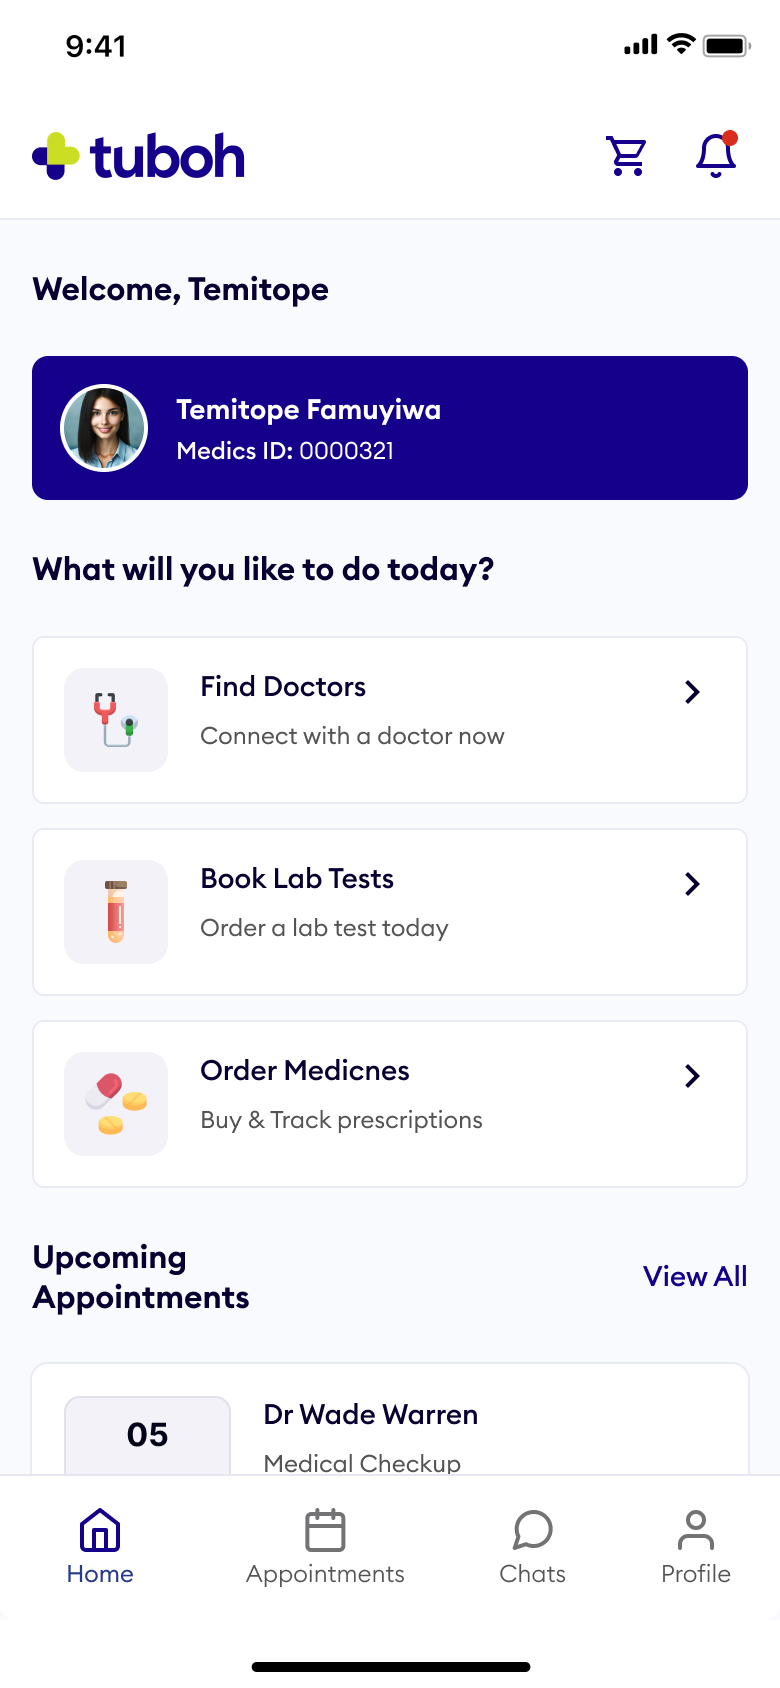 9:41
tuboh
Welcome, Temitope
Temitope Famuyiwa
Medics ID: 0000321
What will you like to do today?
Find Doctors
Connect with a doctor now
Book Lab Tests
Order a lab test today
Order Medicnes
Buy & Track prescriptions
Upcoming
Appointments
View All
05
Dr Wade Warren
Medical Checkup
Home
Appointments
Chats
Profile